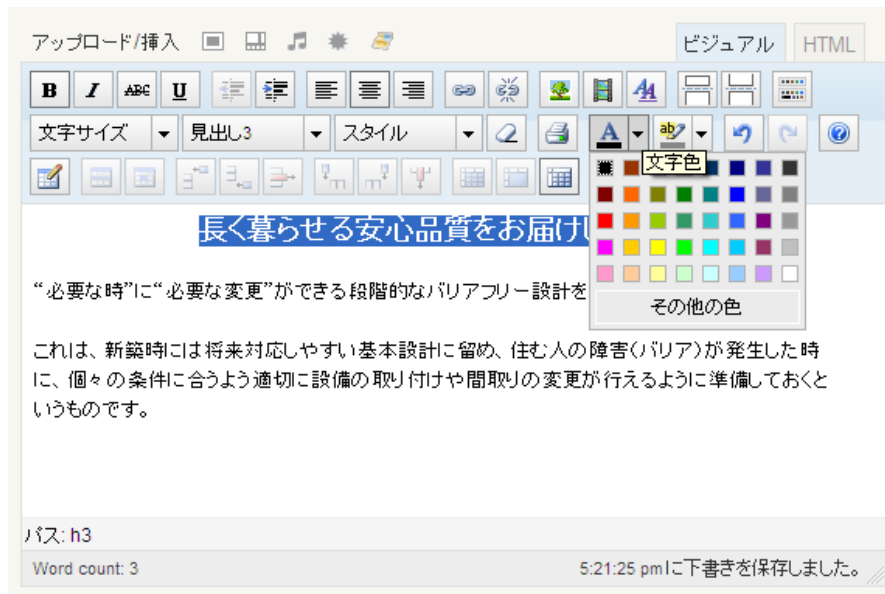 アップロード/挿入
ビジュアル HTML
B I ABC U
文字サイズ 見出し3 スタイル A ab
文字色
その他の色
長く暮らせる安心品質をお届け
“必要な時”に“必要な変更”ができる段階的なバリアフリー設計を
これは、新築時には将来対応しやすい基本設計に留め、住む人の障害(バリア)が発生した時
に、個々の条件に合うよう適切に設備の取り付けや間取りの変更が行えるように準備しておくと
いうものです。
パス: h3
Word count: 3 5:21:25 pmに下書きを保存しました。